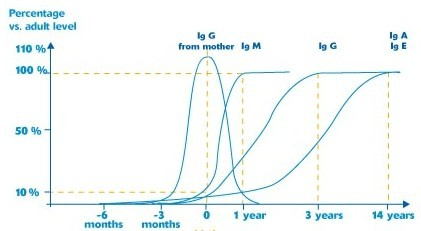 Percentage
vs. adult level
110 %
100 %
50 %
10 %
Ig G
from mother
Ig M
Ig G
Ig A
Ig E
-6
months
-3
months
0
1 year
3 years
14 years